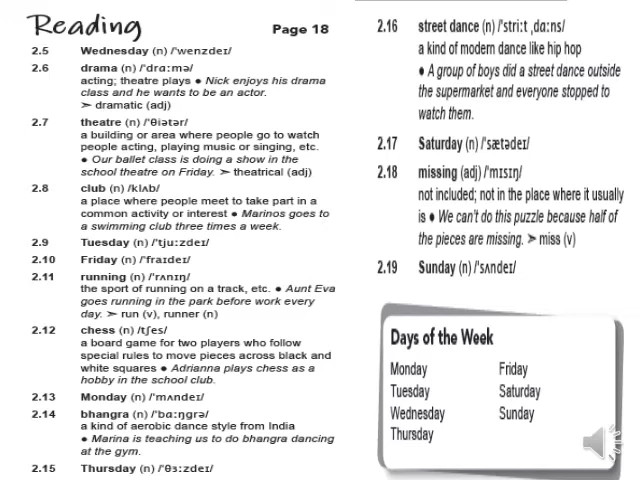 Reading Page 18
2.5 Wednesday (n) /ˈwenzdeɪ/
2.6 drama (n) /ˈdrɑːmə/
acting; theatre plays ● Nick enjoys his drama
class and he wants to be an actor.
➣ dramatic (adj)
2.7 theatre (n) /ˈθiətər/
a building or area where people go to watch
people acting, playing music or singing, etc.
● Our ballet class is doing a show in the
school theatre on Friday. ➣ theatrical (adj)
2.8 club (n) /klʌb/
a place where people meet to take part in a
common activity or interest ● Marinos goes to
a swimming club three times a week.
2.9 Tuesday (n) /ˈtjuːzdeɪ/
2.10 Friday (n) /ˈfraɪdeɪ/
2.11 running (n) /ˈrʌnɪŋ/
the sport of running on a track, etc. ● Aunt Eva
goes running in the park before work every
day. ➣ run (v), runner (n)
2.12 chess (n) /tʃes/
a board game for two players who follow
special rules to move pieces across black and
white squares ● Adrianna plays chess as a
hobby in the school club.
2.13 Monday (n) /ˈmʌndeɪ/
2.14 bhangra (n) /ˈbɑːŋgrə/
a kind of aerobic dance style from India
● Marina is teaching us to do bhangra dancing
at the gym.
2.15 Thursday (n) /ˈθɜːzdeɪ/
2.16 street dance (n) /ˈstriːt ˌdɑːns/
a kind of modern dance like hip hop
● A group of boys did a street dance outside
the supermarket and everyone stopped to
watch them.
2.17 Saturday (n) /ˈsætədeɪ/
2.18 missing (adj) /ˈmɪsɪŋ/
not included; not in the place where it usually
is ● We can't do this puzzle because half of
the pieces are missing. ➣ miss (v)
2.19 Sunday (n) /ˈsʌndeɪ/
Days of the Week
Monday Friday
Tuesday Saturday
Wednesday Sunday
Thursday